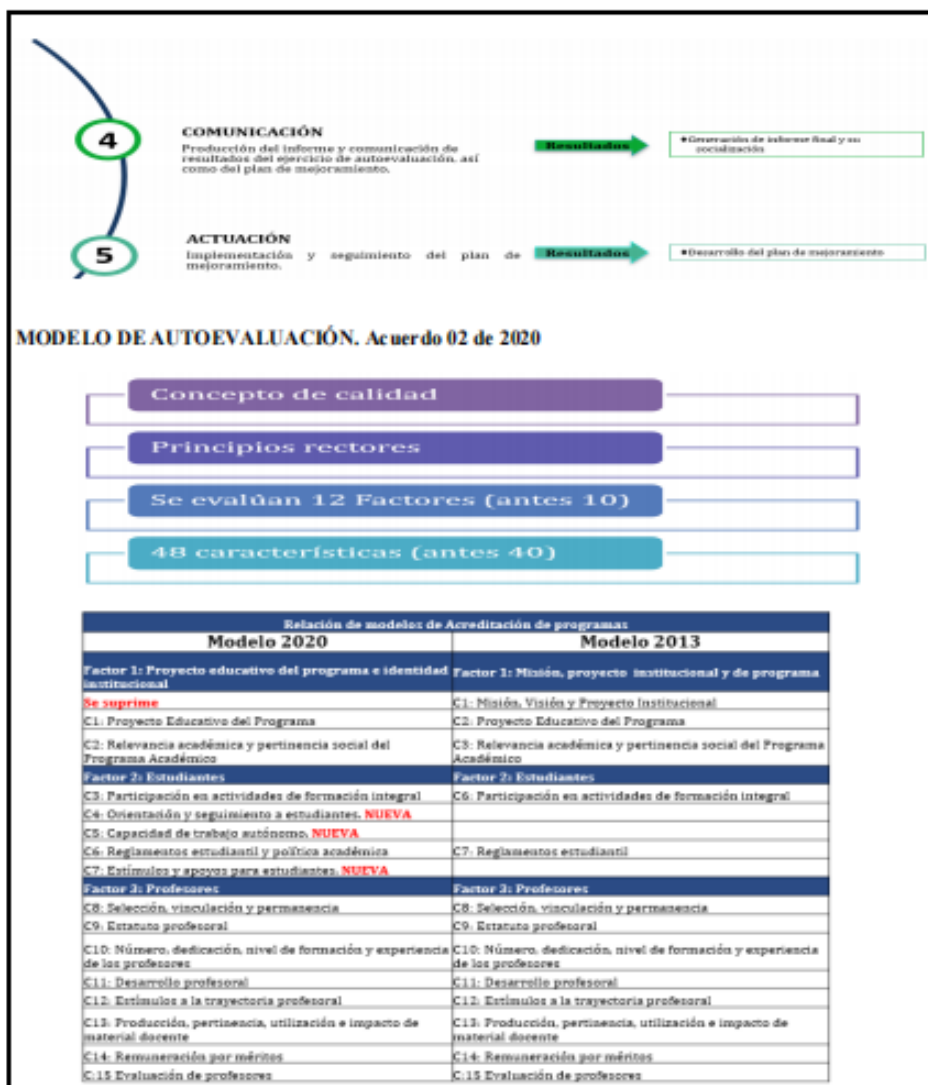 4
COMUNICACIÓN
Producción del informe y comunicación de
resultados del ejercicio de autoevaluación, así
como del plan de mejoramiento.
Resultados
•Generación de informe final y su
socialización
5
ACTUACIÓN
Implementación y seguimiento del plan de
mejoramiento.
Resultados
•Desarrollo del plan de mejoramiento
MODELO DE AUTOEVALUACIÓN. Acuerdo 02 de 2020
Concepto de calidad
Principios rectores
Se evalúan 12 Factores (antes 10)
48 características (antes 40)
Relación de modelos de Acreditación de programas
Modelo 2020 Modelo 2013
Factor 1: Proyecto educativo del programa e identidad
institucional
Factor 1: Misión, proyecto institucional y de programa
Se suprime
C1: Misión, Visión y Proyecto Institucional
C1: Proyecto Educativo del Programa
C2: Proyecto Educativo del Programa
C2: Relevancia académica y pertinencia social del
Programa Académico
C3: Relevancia académica y pertinencia social del Programa
Académico
Factor 2: Estudiantes
Factor 2: Estudiantes
C3: Participación en actividades de formación integral
C6: Participación en actividades de formación integral
C4: Orientación y seguimiento a estudiantes. NUEVA
C5: Capacidad de trabajo autónomo. NUEVA
C6: Reglamentos estudiantil y política académica
C7: Reglamento estudiantil
C7: Estímulos y apoyos para estudiantes. NUEVA
Factor 3: Profesores
Factor 3: Profesores
C8: Selección, vinculación y permanencia
C8: Selección, vinculación y permanencia
C9: Estatuto profesoral
C9: Estatuto profesoral
C10: Número, dedicación, nivel de formación y experiencia
de los profesores
C10: Número, dedicación, nivel de formación y experiencia
de los profesores
C11: Desarrollo profesoral
C11: Desarrollo profesoral
C12: Estímulos a la trayectoria profesoral
C12: Estímulos a la trayectoria profesoral
C13: Producción, pertinencia, utilización e impacto de
material docente
C13: Producción, pertinencia, utilización e impacto de
material docente
C14: Remuneración por méritos
C14: Remuneración por méritos
C:15 Evaluación de profesores
C:15 Evaluación de profesores